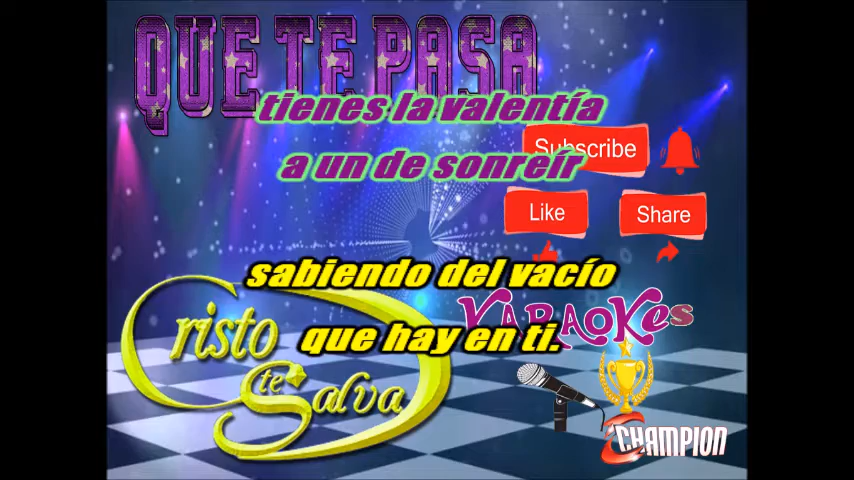 QUE TE PASA
tienes la valentía
a un de sonreír
Subscribe
Like
Share
sabiendo del vacío
que hay en ti.
KARAOKes
Cristo
te
Salva
CHAMPION